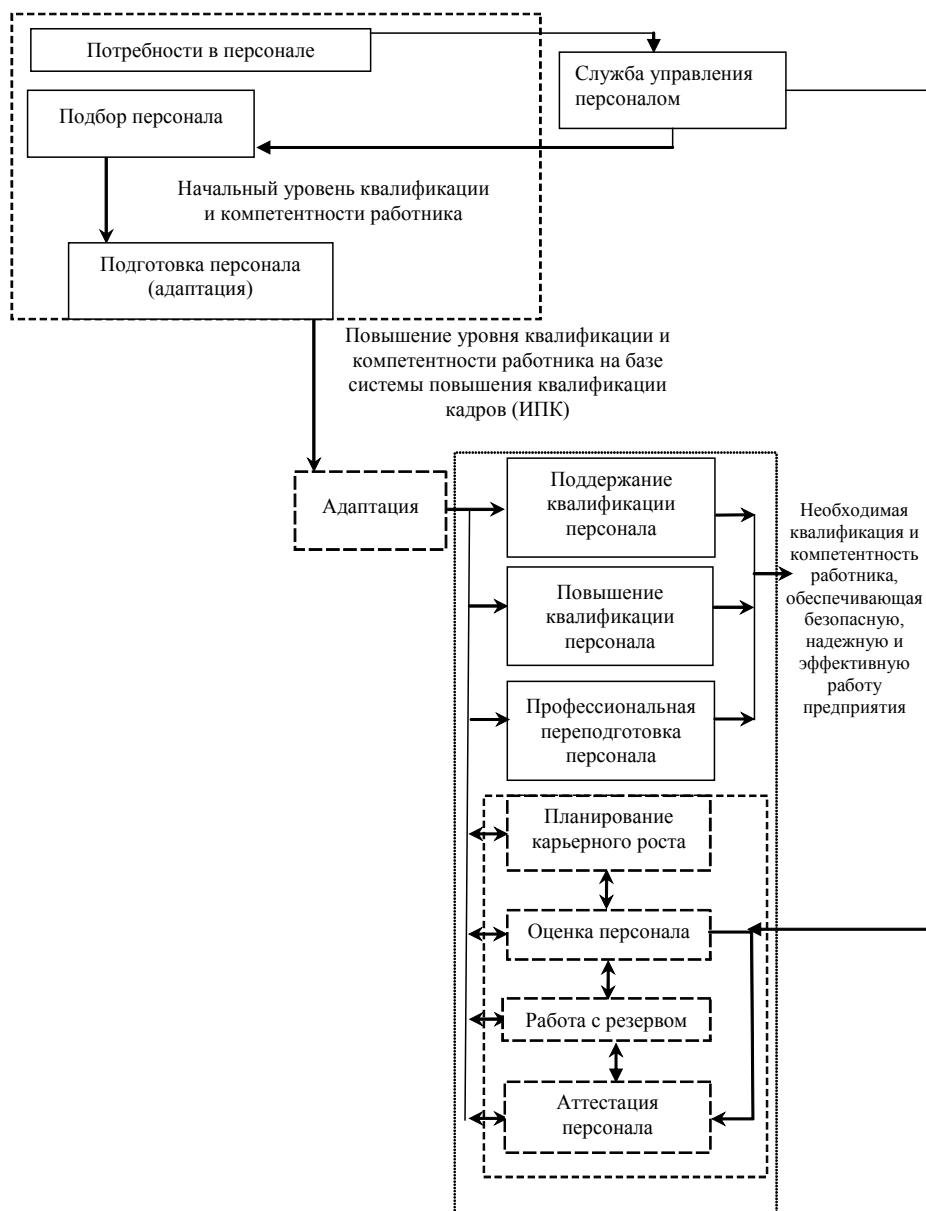 Потребности в персонале
Служба управления
персоналом
Подбор персонала
Начальный уровень квалификации
и компетентности работника
Подготовка персонала
(адаптация)
Повышение уровня квалификации и
компетентности работника на базе
системы повышения квалификации
кадров (ИПК)
Адаптация
Поддержание
квалификации
персонала
Необходимая
квалификация и
компетентность
работника,
обеспечивающая
безопасную,
надежную и
эффективную
работу
предприятия
Повышение
квалификации
персонала
Профессиональная
переподготовка
персонала
Планирование
карьерного роста
Оценка персонала
Работа с резервом
Аттестация
персонала